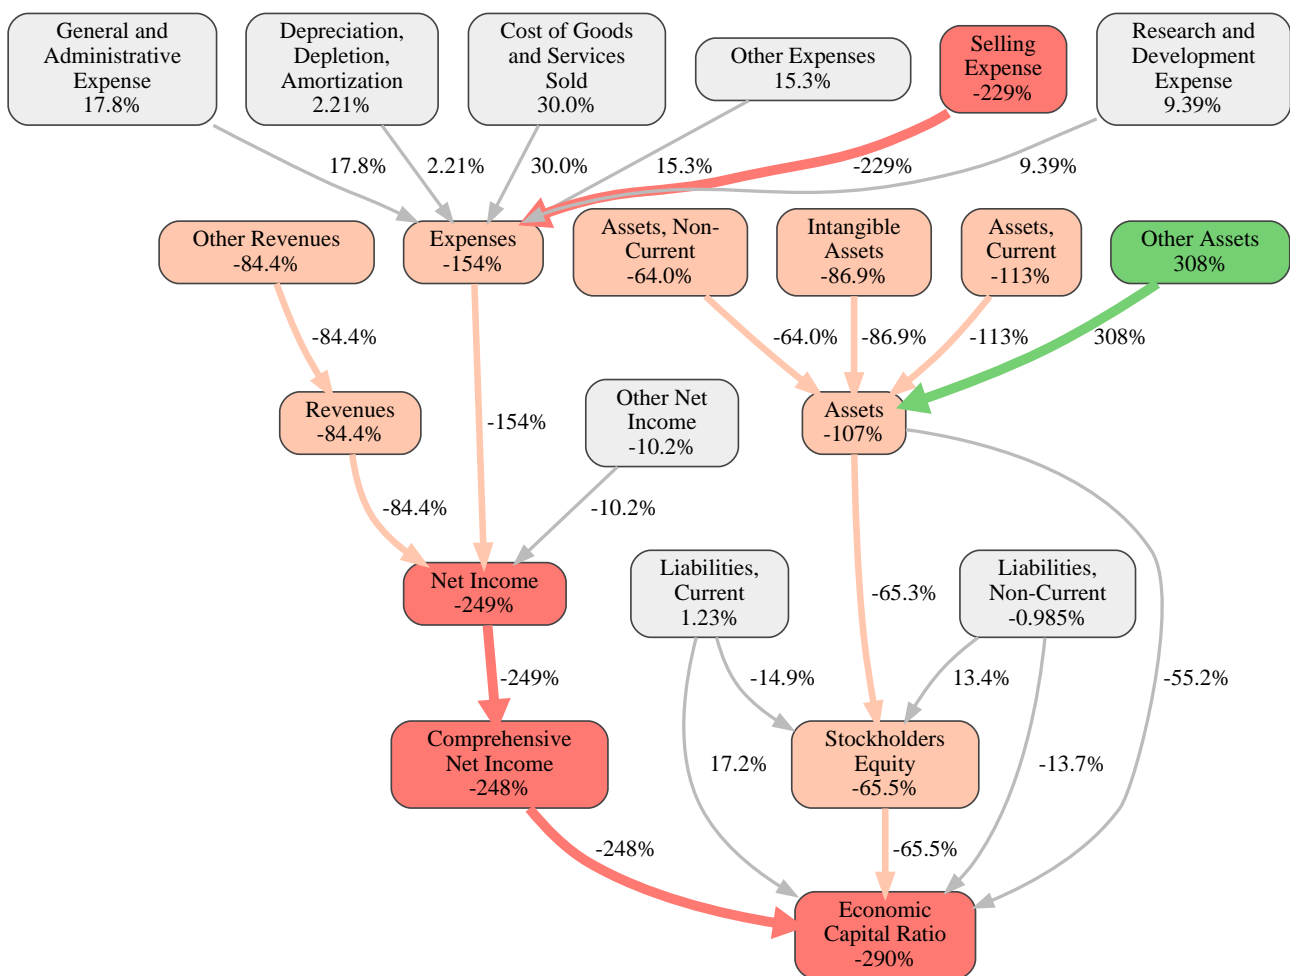 General and
Administrative
Expense
17.8%
Depreciation,
Depletion,
Amortization
2.21%
Cost of Goods
and Services
Sold
30.0%
Other Expenses
15.3%
Selling
Expense
-229%
Research and
Development
Expense
9.39%
17.8%
2.21%
30.0%
15.3%
-229%
9.39%
Other Revenues
-84.4%
Expenses
-154%
Assets, Non-
Current
-64.0%
Intangible
Assets
-86.9%
Assets,
Current
-113%
Other Assets
308%
-84.4%
-64.0%
-86.9%
-113%
308%
Revenues
-84.4%
-154%
Other Net
Income
-10.2%
Assets
-107%
-84.4%
-10.2%
Net Income
-249%
Liabilities,
Current
1.23%
-65.3%
Liabilities,
Non-Current
-0.985%
-249%
-14.9%
13.4%
-55.2%
Comprehensive
Net Income
-248%
17.2%
Stockholders
Equity
-65.5%
-13.7%
-248%
-65.5%
Economic
Capital Ratio
-290%